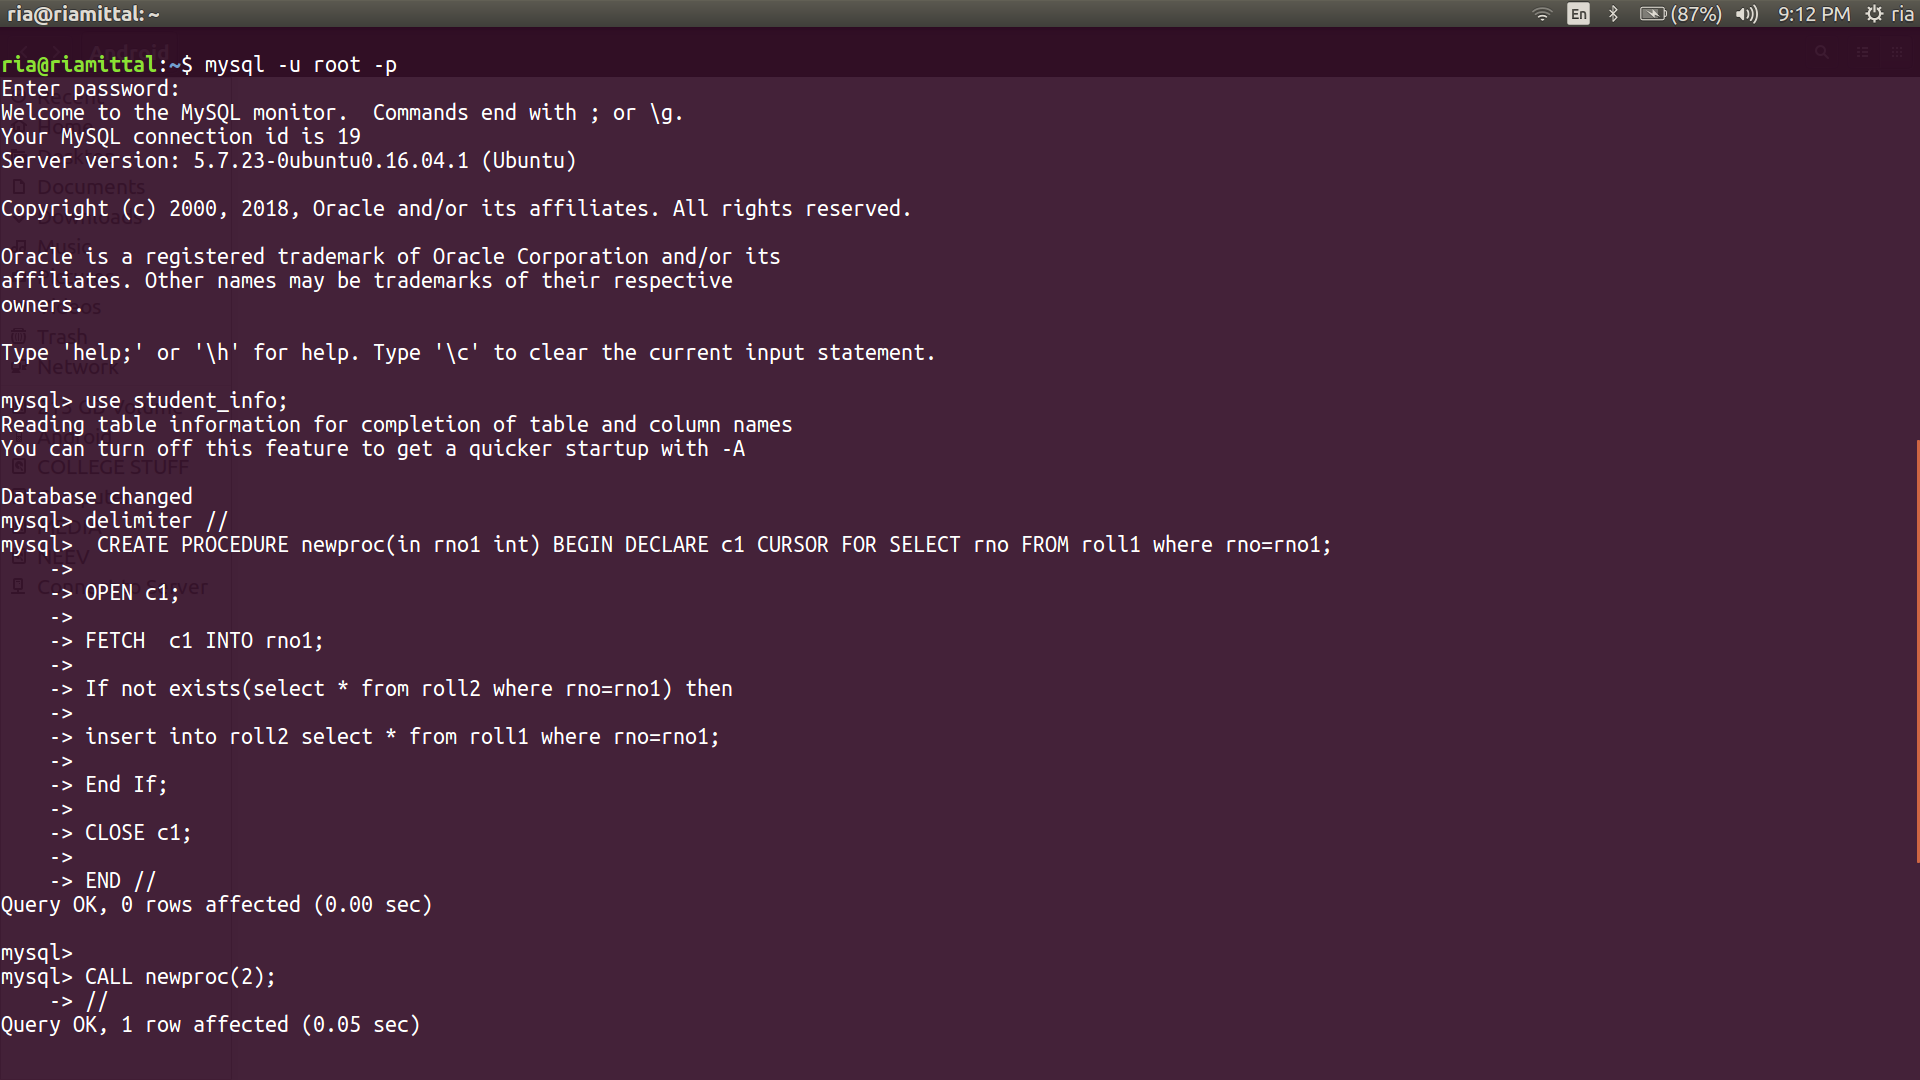 ria@riamittal: ~
En
(87%)
9:12 PM
ria
Android
ria@riamittal:~$ mysql -u root -p
Enter password:
Welcome to the MySQL monitor.  Commands end with ; or \g.
Your MySQL connection id is 19
Server version: 5.7.23-0ubuntu0.16.04.1 (Ubuntu)
Documents
Copyright (c) 2000, 2018, Oracle and/or its affiliates. All rights reserved.
Music
Oracle is a registered trademark of Oracle Corporation and/or its
affiliates. Other names may be trademarks of their respective
owners.
Trash
Type 'help;' or '\h' for help. Type '\c' to clear the current input statement.
Network
mysql> use student_info;
Reading table information for completion of table and column names
Android
You can turn off this feature to get a quicker startup with -A
COLLEGE STUFF
Database changed
mysql> delimiter //
mysql>  CREATE PROCEDURE newproc(in rno1 int) BEGIN DECLARE c1 CURSOR FOR SELECT rno FROM roll1 where rno=rno1;
    ->
    -> OPEN c1;
    ->
    -> FETCH  c1 INTO rno1;
    ->
    -> If not exists(select * from roll2 where rno=rno1) then
    ->
    -> insert into roll2 select * from roll1 where rno=rno1;
    ->
    -> End If;
    ->
    -> CLOSE c1;
    ->
    -> END //
Query OK, 0 rows affected (0.00 sec)
mysql>
mysql> CALL newproc(2);
    -> //
Query OK, 1 row affected (0.05 sec)